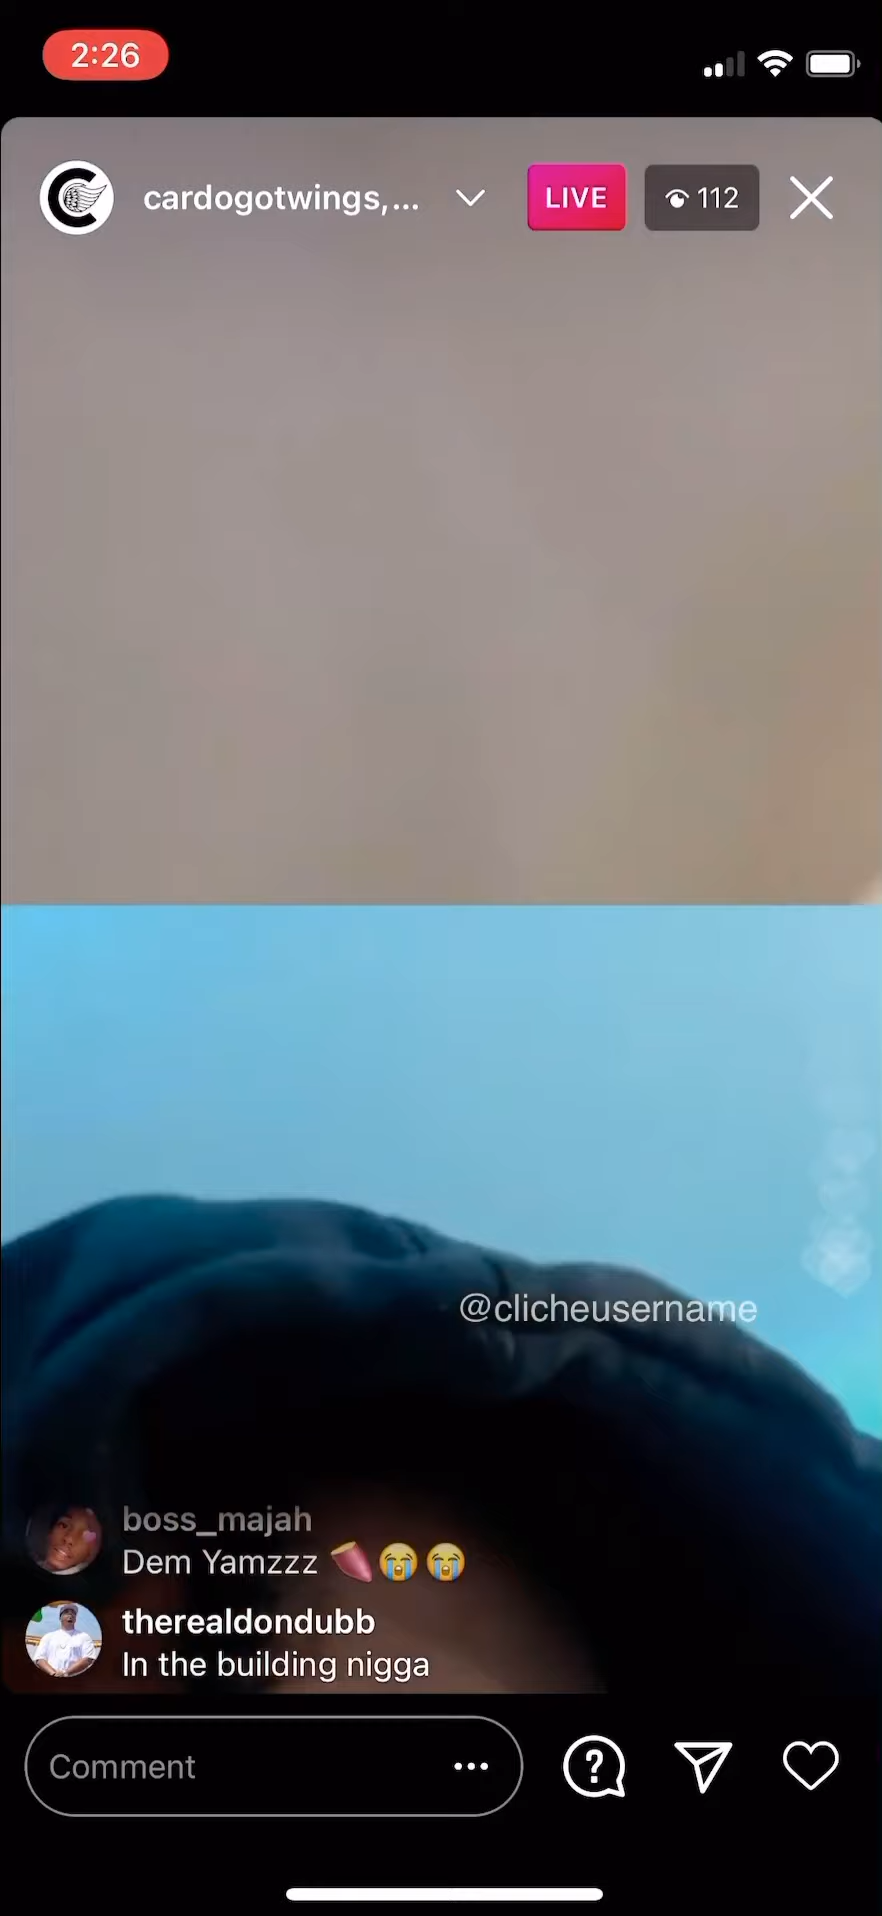 2:26
cardogotwings,...
LIVE
112
@clicheusername
boss_majah
Dem Yamzzz 🍠😭😭
therealdondubb
In the building nigga
Comment